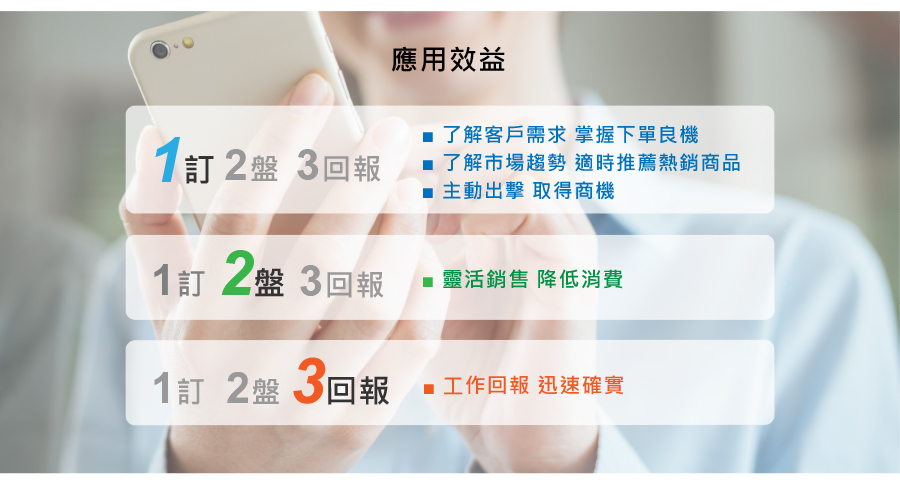 應用效益
1訂 2盤 3回報
■ 了解客戶需求 掌握下單良機
■ 了解市場趨勢 適時推薦熱銷商品
■ 主動出擊 取得商機
1訂 2盤 3回報
■ 靈活銷售 降低消費
1訂 2盤 3回報
■ 工作回報 迅速確實